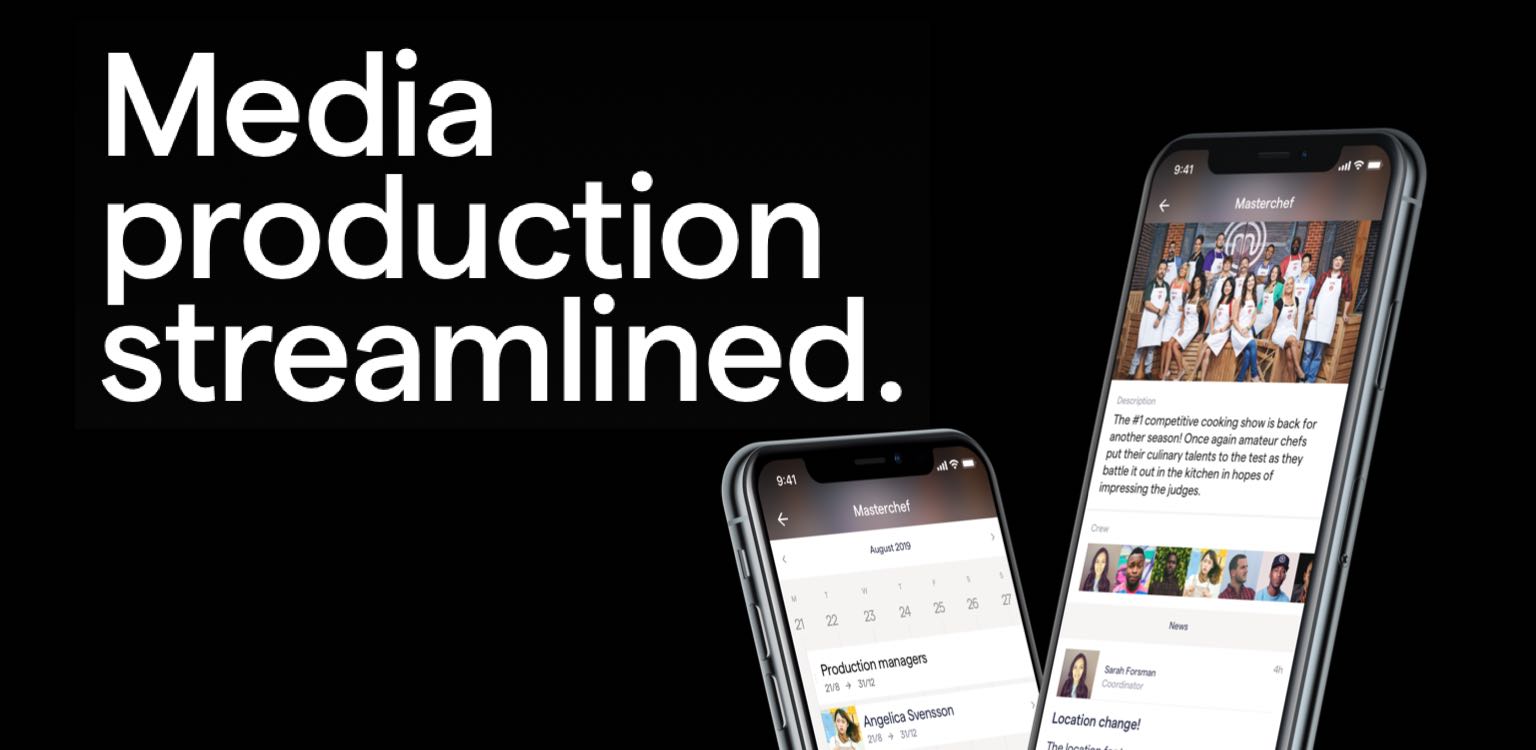 Media
production
streamlined.
9:41
Masterchef
Description
The #1 competitive cooking show is back for
another season! Once again amateur chefs
put their culinary talents to the test as they
battle it out in the kitchen in hopes of
impressing the judges.
Crew
News
Sarah Forsman
4h
Coordinator
Location change!
9:41
Masterchef
August 2019
M T W T F S S
21 22 23 24 25 26 27
Production managers
21/8 → 31/12
Angelica Svensson
21/8 → 31/12